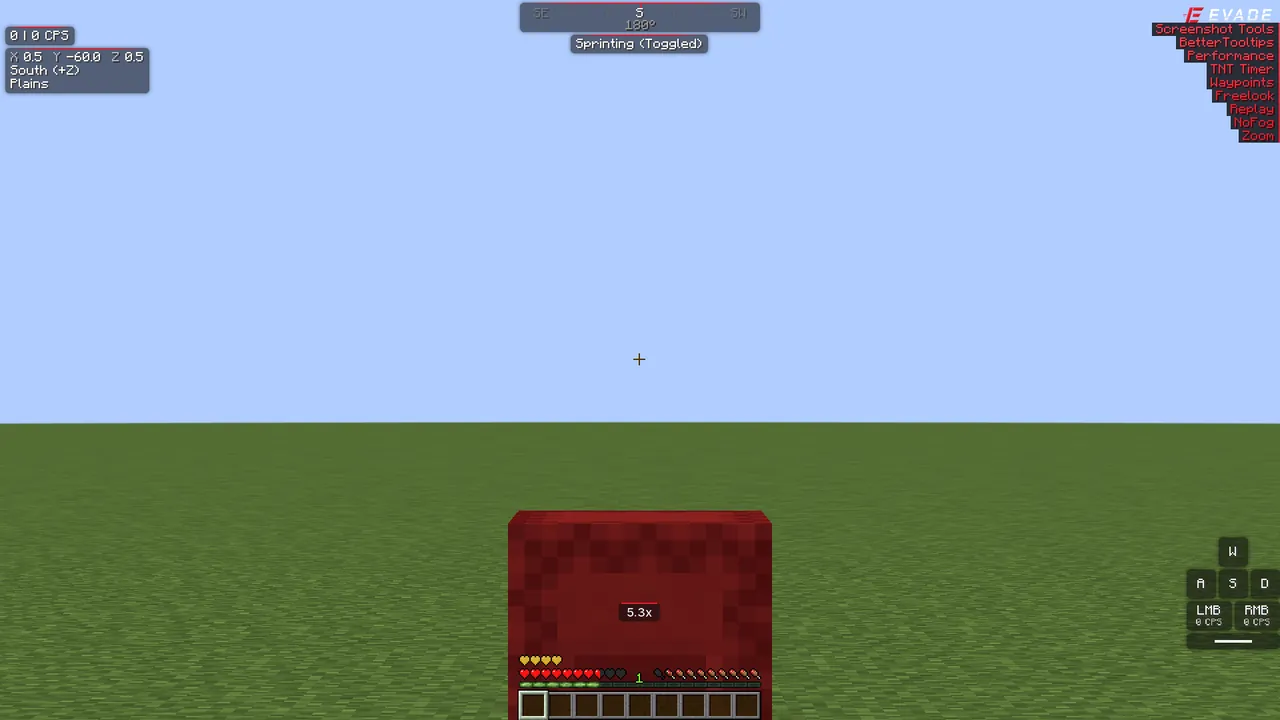 SE S SW
180°
Sprinting (Toggled)
0 | 0 CPS
X 0.5 Y -60.0 Z 0.5
South (+Z)
Plains
EVADE
Screenshot Tools
BetterTooltips
Performance
TNT Timer
Waypoints
Freelook
Replay
NoFog
Zoom
W
A S D
LMB RMB
0 CPS 0 CPS
5.3x
1